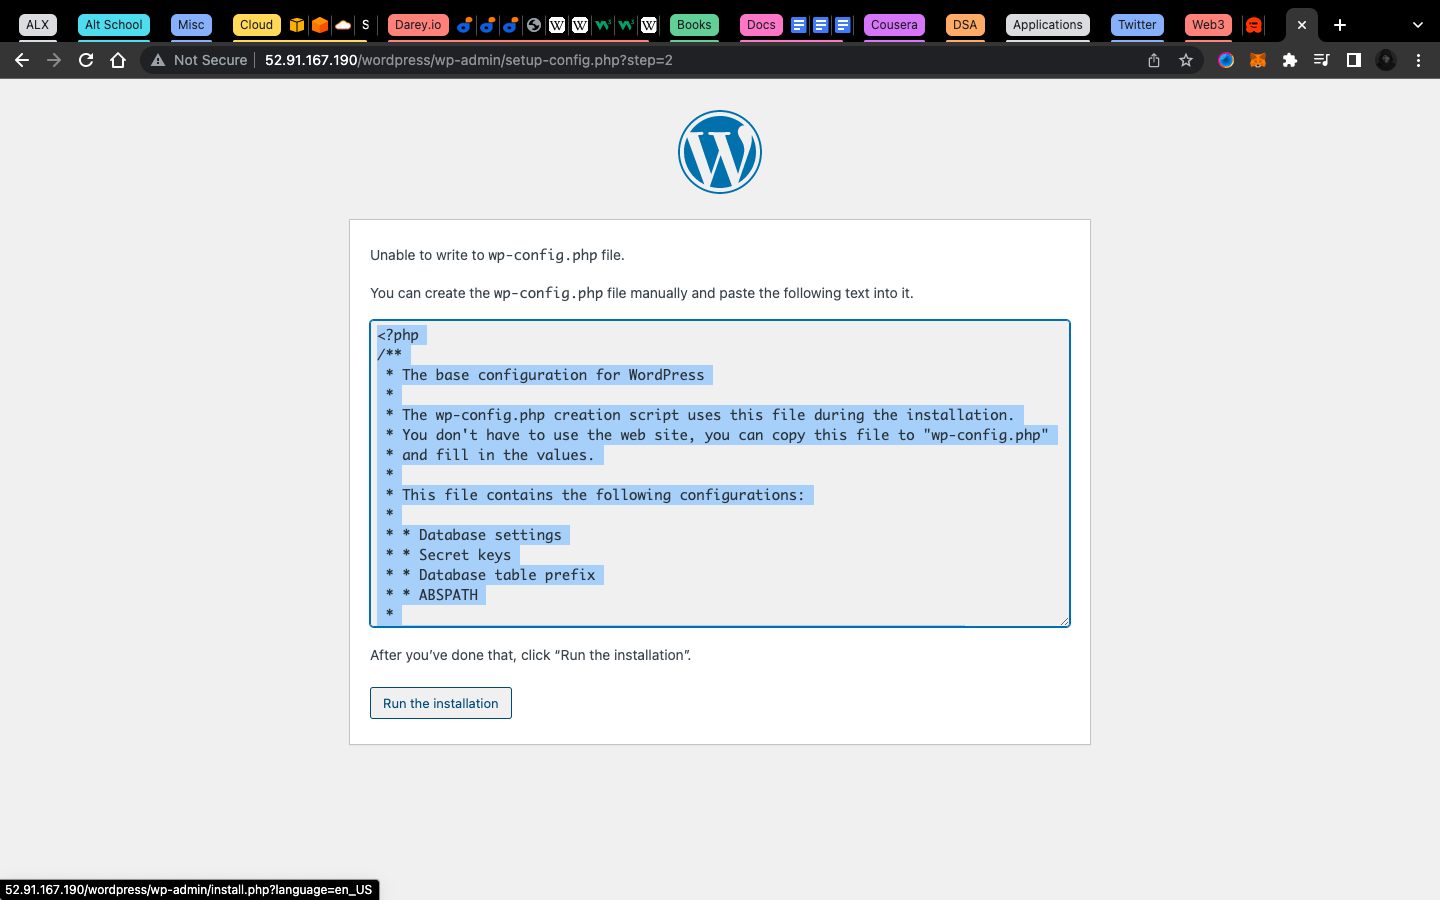 ALX Alt School Misc Cloud S Darey.io Books Docs Cousera DSA Applications Twitter Web3
Not Secure 52.91.167.190/wordpress/wp-admin/setup-config.php?step=2
Unable to write to wp-config.php file.
You can create the wp-config.php file manually and paste the following text into it.
<?php
/**
* The base configuration for WordPress
*
* The wp-config.php creation script uses this file during the installation.
* You don't have to use the web site, you can copy this file to "wp-config.php"
* and fill in the values.
*
* This file contains the following configurations:
*
* * Database settings
* * Secret keys
* * Database table prefix
* * ABSPATH
*
After you’ve done that, click “Run the installation”.
Run the installation
52.91.167.190/wordpress/wp-admin/install.php?language=en_US